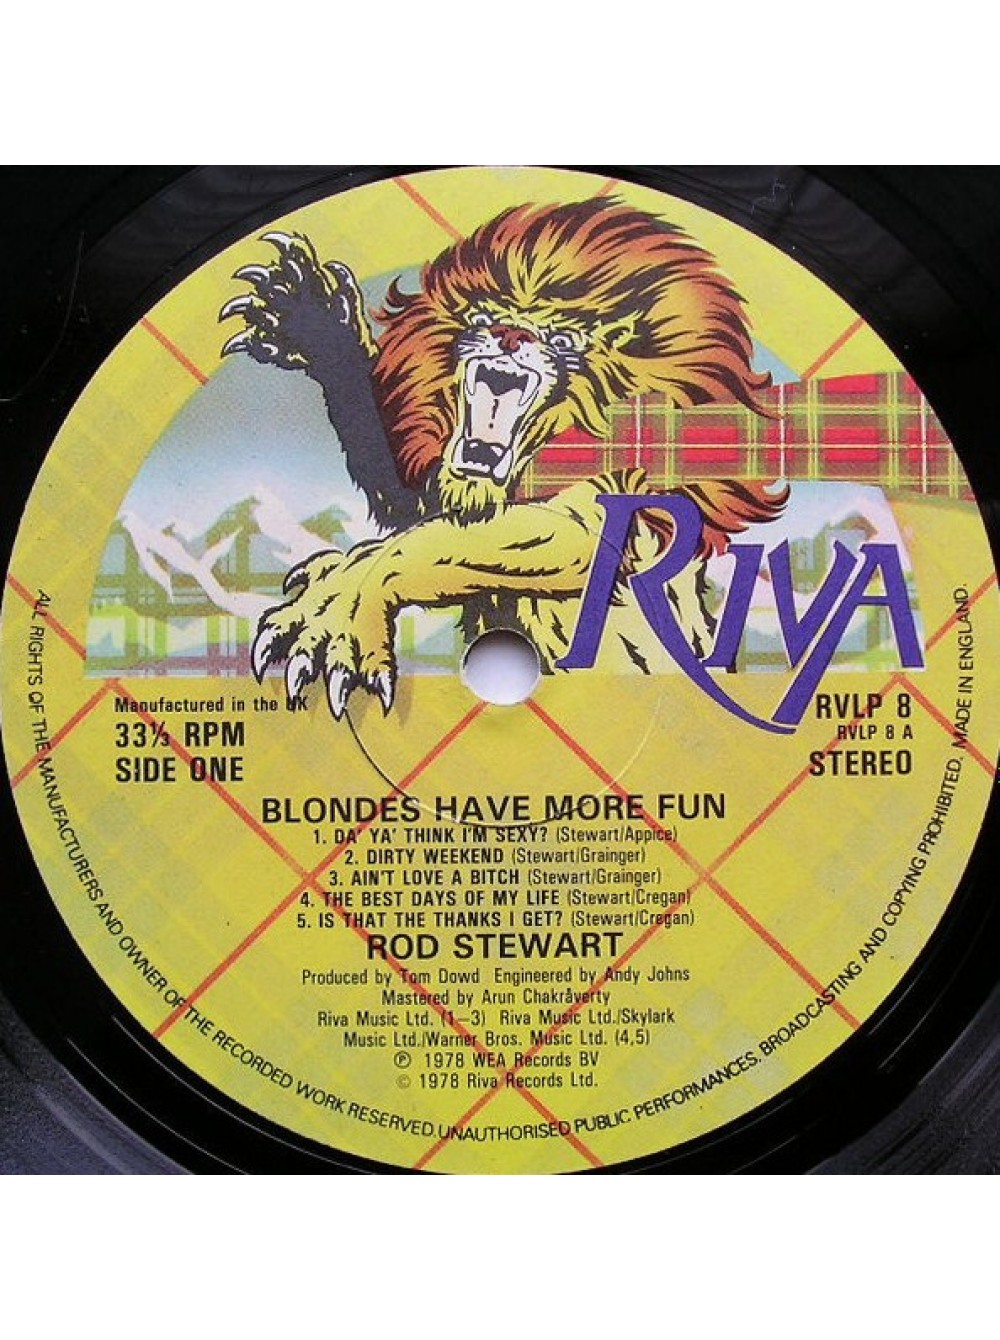 RIVA
Manufactured in the UK
33⅓ RPM
SIDE ONE
RVLP 8
RVLP 8 A
STEREO
BLONDES HAVE MORE FUN
1. DA' YA' THINK I'M SEXY? (Stewart/Appice)
2. DIRTY WEEKEND (Stewart/Grainger)
3. AIN'T LOVE A BITCH (Stewart/Grainger)
4. THE BEST DAYS OF MY LIFE (Stewart/Cregan)
5. IS THAT THE THANKS I GET? (Stewart/Cregan)
ROD STEWART
Produced by Tom Dowd Engineered by Andy Johns
Mastered by Arun Chakraverty
Riva Music Ltd. (1–3) Riva Music Ltd./Skylark
Music Ltd./Warner Bros. Music Ltd. (4,5)
℗ 1978 WEA Records BV
© 1978 Riva Records Ltd.
ALL RIGHTS OF THE MANUFACTURERS AND OWNER OF THE RECORDED WORK RESERVED. UNAUTHORISED PUBLIC PERFORMANCES, BROADCASTING AND COPYING PROHIBITED. MADE IN ENGLAND.